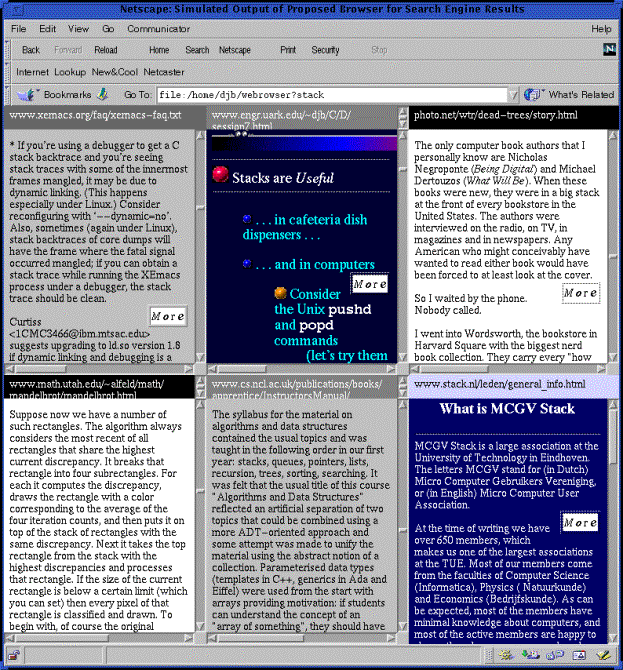 Netscape: Simulated Output of Proposed Browser for Search Engine Results
File Edit View Go Communicator Help
Back Forward Reload Home Search Netscape Print Security Stop N
Internet Lookup New&Cool Netcaster
Bookmarks Go To: file:/home/djb/webrowser?stack What's Related
www.xemacs.org/faq/xemacs-faq.txt
* If you're using a debugger to get a C
stack backtrace and you're seeing
stack traces with some of the innermost
frames mangled, it may be due to
dynamic linking. (This happens
especially under Linux.) Consider
reconfiguring with '--dynamic=no'.
Also, sometimes (again under Linux),
stack backtraces of core dumps will
have the frame where the fatal signal
occurred mangled; if you can obtain a
stack trace while running the XEmacs
process under a debugger, the stack
trace should be clean.
More
Curtiss
<1CMC3466@ibm.mtsac.edu>
suggests upgrading to ld.so version 1.8
if dynamic linking and debugging is a
www.engr.uark.edu/~djb/C/D/
session7.html
Stacks are Useful
. . . in cafeteria dish
dispensers . . .
. . . and in computers
More
Consider
the Unix pushd
and popd
commands
(let's try them
photo.net/wtr/dead-trees/story.html
The only computer book authors that I
personally know are Nicholas
Negroponte (Being Digital) and Michael
Dertouzos (What Will Be). When these
books were new, they were in a big stack
at the front of every bookstore in the
United States. The authors were
interviewed on the radio, on TV, in
magazines and in newspapers. Any
American who might conceivably have
wanted to read either book would have
been forced to at least look at the cover.
More
So I waited by the phone.
Nobody called.
I went into Wordsworth, the bookstore in
Harvard Square with the biggest nerd
book collection. They carry every "how
www.math.utah.edu/~alfeld/math/
mandelbrot/mandelbrot.html
Suppose now we have a number of
such rectangles. The algorithm always
considers the most recent of all
rectangles that share the highest
current discrepancy. It breaks that
rectangle into four subrectangles. For
each it computes the discrepancy,
draws the rectangle with a color
corresponding to the average of the
four iteration counts, and then puts it on
top of the stack of rectangles with the
same discrepancy. Next it takes the top
rectangle from the stack with the
highest discrepancies and processes
that rectangle. If the size of the current
rectangle is below a certain limit (which
you can set) then every pixel of that
rectangle is classified and drawn. To
begin with, of course the original
www.cs.ncl.ac.uk/publications/books/
apprentice/InstructorsManual/
The syllabus for the material on
algorithms and data structures
contained the usual topics and was
taught in the following order in our first
year: stacks, queues, pointers, lists,
recursion, trees, sorting, searching. It
was felt that the usual title of this course
"Algorithms and Data Structures"
reflected an artificial separation of two
topics that could be combined using a
more ADT-oriented approach and
some attempt was made to unify the
material using the abstract notion of a
collection. Parameterised data types
(templates in C++, generics in Ada and
Eiffel) were used from the start with
arrays providing motivation: if students
can understand the concept of an
"array of something", they should have
www.stack.nl/leden/general_info.html
What is MCGV Stack
MCGV Stack is a large association at the
University of Technology in Eindhoven.
The letters MCGV stand for (in Dutch)
Micro Computer Gebruikers Vereniging,
or (in English) Micro Computer User
Association.
More
At the time of writing we have
over 650 members, which
makes us one of the largest associations
at the TUE. Most of our members come
from the faculties of Computer Science
(Informatica), Physics ( Natuurkunde)
and Economics (Bedrijfskunde). As can
be expected, most of the members have
minimal knowledge about computers, and
most of the active members are happy to